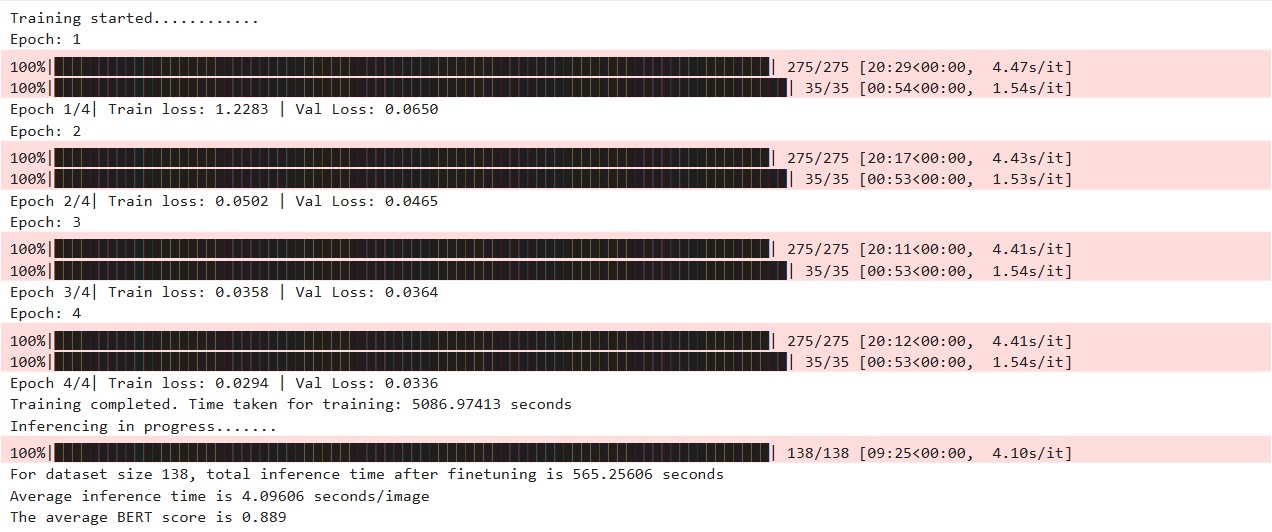 Training started............
Epoch: 1
100%|██████████| 275/275 [20:29<00:00,  4.47s/it]
100%|██████████| 35/35 [00:54<00:00,  1.54s/it]
Epoch 1/4| Train loss: 1.2283 | Val Loss: 0.0650
Epoch: 2
100%|██████████| 275/275 [20:17<00:00,  4.43s/it]
100%|██████████| 35/35 [00:53<00:00,  1.53s/it]
Epoch 2/4| Train loss: 0.0502 | Val Loss: 0.0465
Epoch: 3
100%|██████████| 275/275 [20:11<00:00,  4.41s/it]
100%|██████████| 35/35 [00:53<00:00,  1.54s/it]
Epoch 3/4| Train loss: 0.0358 | Val Loss: 0.0364
Epoch: 4
100%|██████████| 275/275 [20:12<00:00,  4.41s/it]
100%|██████████| 35/35 [00:53<00:00,  1.54s/it]
Epoch 4/4| Train loss: 0.0294 | Val Loss: 0.0336
Training completed. Time taken for training: 5086.97413 seconds
Inferencing in progress.......
100%|██████████| 138/138 [09:25<00:00,  4.10s/it]
For dataset size 138, total inference time after finetuning is 565.25606 seconds
Average inference time is 4.09606 seconds/image
The average BERT score is 0.889